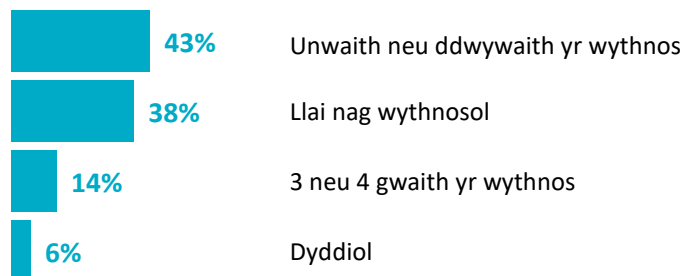 43% Unwaith neu ddwywaith yr wythnos
38% Llai nag wythnosol
14% 3 neu 4 gwaith yr wythnos
6% Dyddiol